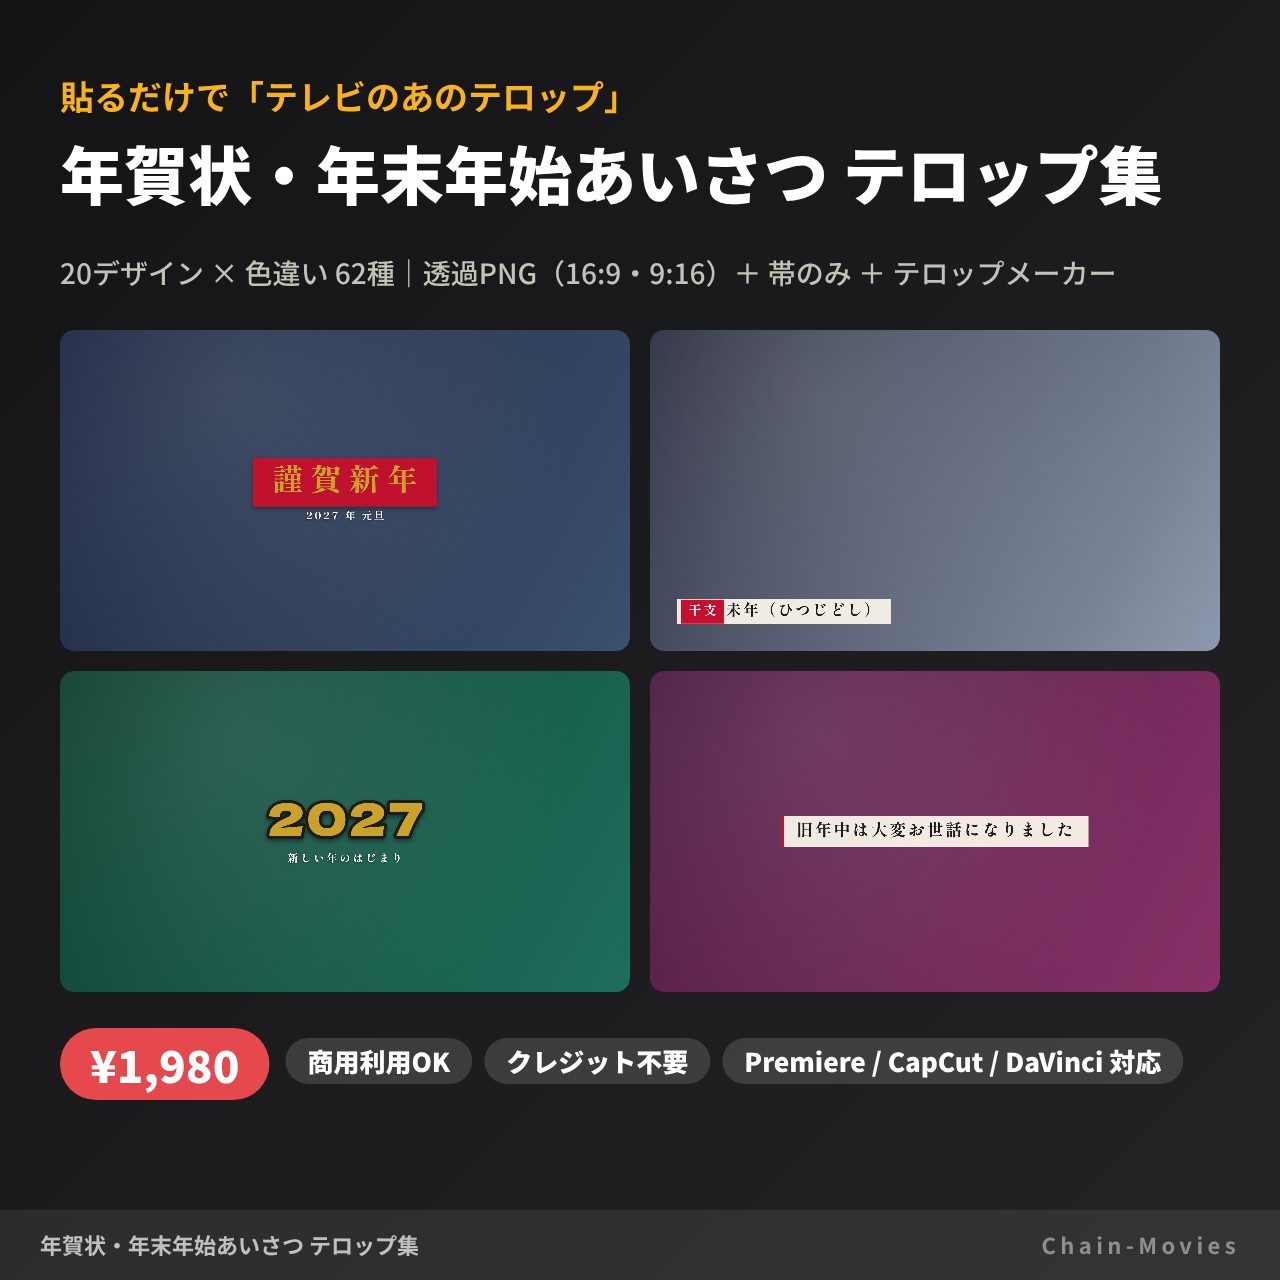 貼るだけで「テレビのあのテロップ」
年賀状・年末年始あいさつ テロップ集
20デザイン × 色違い 62種｜透過PNG（16:9・9:16）＋ 帯のみ ＋ テロップメーカー
謹賀新年
2027 年 元旦
干支 未年（ひつじどし）
2027
新しい年のはじまり
旧年中は大変お世話になりました
¥1,980 商用利用OK クレジット不要 Premiere / CapCut / DaVinci 対応
年賀状・年末年始あいさつ テロップ集
Chain-Movies